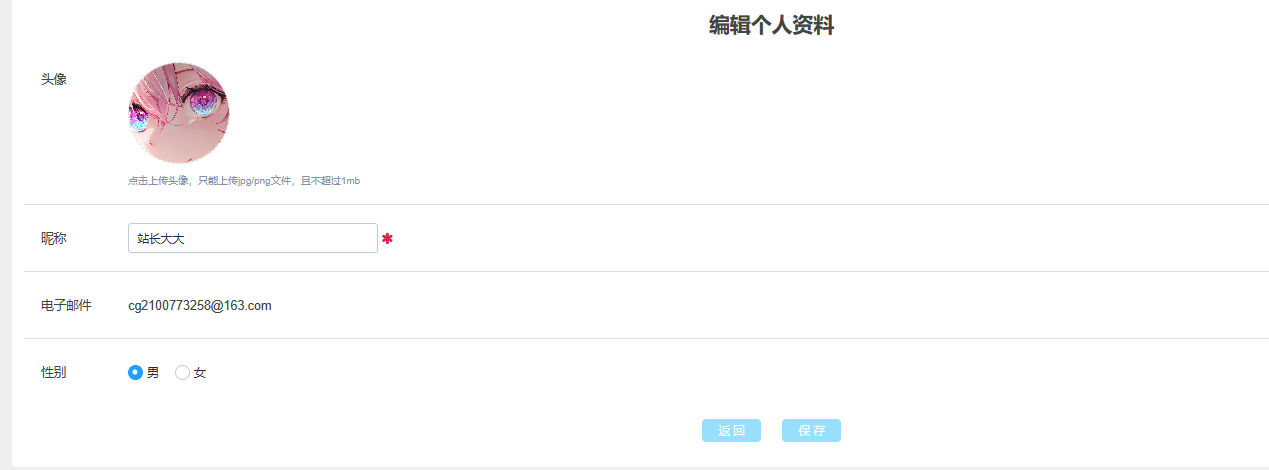 编辑个人资料
头像
点击上传头像，只能上传jpg/png文件，且不超过1mb
昵称 站长大大 ✱
电子邮件 cg2100773258@163.com
性别 男 女
返回 保存